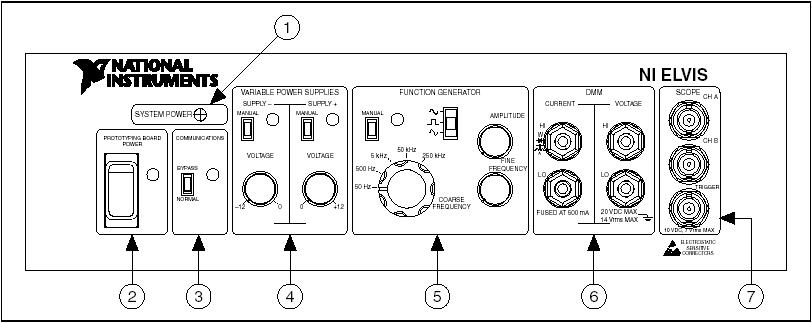 1
NATIONAL
INSTRUMENTS
NI ELVIS
SYSTEM POWER
VARIABLE POWER SUPPLIES
SUPPLY –
SUPPLY +
MANUAL
MANUAL
VOLTAGE
VOLTAGE
–12
0
0
+12
FUNCTION GENERATOR
MANUAL
AMPLITUDE
50 kHz
5 kHz
250 kHz
500 Hz
50 Hz
FINE
FREQUENCY
COARSE
FREQUENCY
DMM
CURRENT
VOLTAGE
HI
HI
LO
LO
FUSED AT 500 mA
20 VDC MAX
14 Vrms MAX
SCOPE
CH A
CH B
TRIGGER
10 VDC, 7 Vrms MAX
ELECTROSTATIC
SENSITIVE
CONNECTORS
PROTOTYPING BOARD
POWER
COMMUNICATIONS
BYPASS
NORMAL
2
3
4
5
6
7